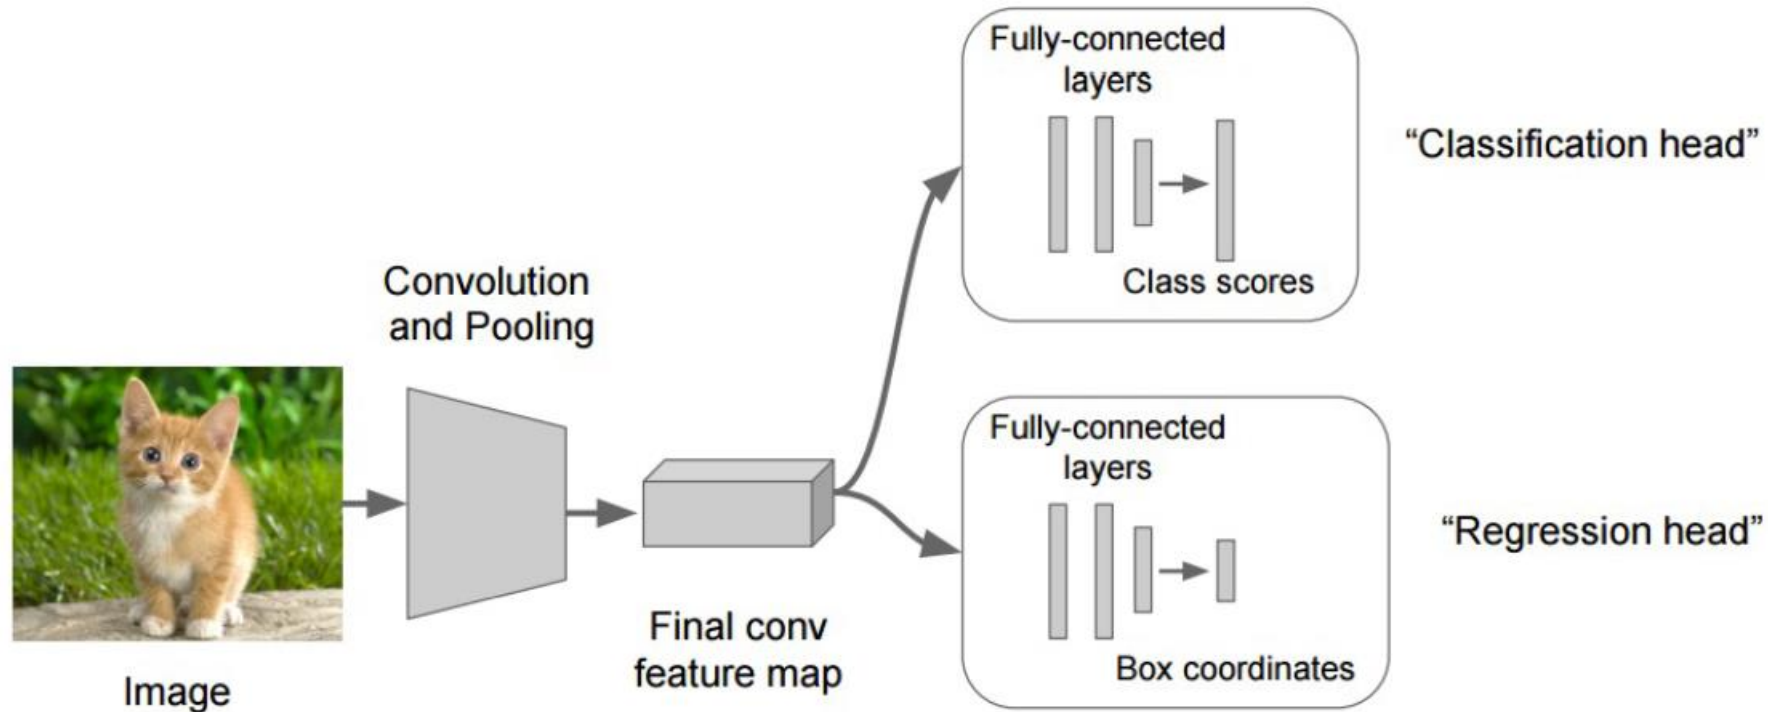 Image
Convolution
and Pooling
Final conv
feature map
Fully-connected
layers
Class scores
“Classification head”
Fully-connected
layers
Box coordinates
“Regression head”